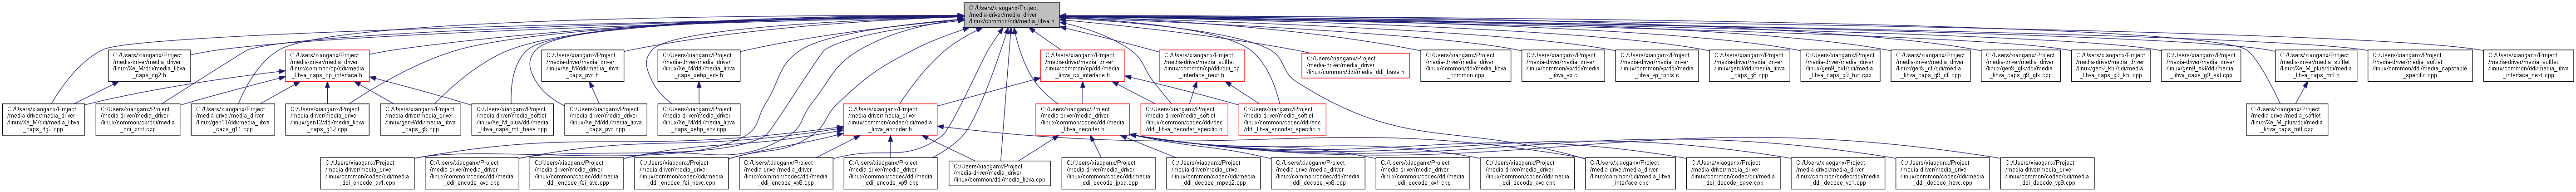 C:/Users/xiaoganx/Project
/media-driver/media_driver
/linux/common/ddi/media_libva.h
C:/Users/xiaoganx/Project
/media-driver/media_driver
/linux/Xe_M/ddi/media_libva
_caps_dg2.h
C:/Users/xiaoganx/Project
/media-driver/media_driver
/linux/common/cp/ddi/media
_libva_caps_cp_interface.h
C:/Users/xiaoganx/Project
/media-driver/media_driver
/linux/Xe_M/ddi/media_libva
_caps_pvc.h
C:/Users/xiaoganx/Project
/media-driver/media_driver
/linux/Xe_M/ddi/media_libva
_caps_xehp_sdv.h
C:/Users/xiaoganx/Project
/media-driver/media_driver
/linux/common/cp/ddi/media
_libva_cp_interface.h
C:/Users/xiaoganx/Project
/media-driver/media_softlet
/linux/common/cp/ddi/ddi_cp
_interface_next.h
C:/Users/xiaoganx/Project
/media-driver/media_driver
/linux/common/ddi/media_ddi_base.h
C:/Users/xiaoganx/Project
/media-driver/media_driver
/linux/common/ddi/media_libva
_common.cpp
C:/Users/xiaoganx/Project
/media-driver/media_driver
/linux/common/vp/ddi/media
_libva_vp.c
C:/Users/xiaoganx/Project
/media-driver/media_driver
/linux/common/vp/ddi/media
_libva_vp_tools.c
C:/Users/xiaoganx/Project
/media-driver/media_driver
/linux/gen8/ddi/media_libva
_caps_g8.cpp
C:/Users/xiaoganx/Project
/media-driver/media_driver
/linux/gen9_bxt/ddi/media
_libva_caps_g9_bxt.cpp
C:/Users/xiaoganx/Project
/media-driver/media_driver
/linux/gen9_cfl/ddi/media
_libva_caps_g9_cfl.cpp
C:/Users/xiaoganx/Project
/media-driver/media_driver
/linux/gen9_glk/ddi/media
_libva_caps_g9_glk.cpp
C:/Users/xiaoganx/Project
/media-driver/media_driver
/linux/gen9_kbl/ddi/media
_libva_caps_g9_kbl.cpp
C:/Users/xiaoganx/Project
/media-driver/media_driver
/linux/gen9_skl/ddi/media
_libva_caps_g9_skl.cpp
C:/Users/xiaoganx/Project
/media-driver/media_softlet
/linux/Xe_M_plus/ddi/media
_libva_caps_mtl.h
C:/Users/xiaoganx/Project
/media-driver/media_softlet
/linux/common/ddi/media_capstable
_specific.cpp
C:/Users/xiaoganx/Project
/media-driver/media_softlet
/linux/common/ddi/media_libva
_interface_next.cpp
C:/Users/xiaoganx/Project
/media-driver/media_driver
/linux/Xe_M/ddi/media_libva
_caps_dg2.cpp
C:/Users/xiaoganx/Project
/media-driver/media_driver
/linux/common/cp/ddi/media
_ddi_prot.cpp
C:/Users/xiaoganx/Project
/media-driver/media_driver
/linux/gen11/ddi/media_libva
_caps_g11.cpp
C:/Users/xiaoganx/Project
/media-driver/media_driver
/linux/gen12/ddi/media_libva
_caps_g12.cpp
C:/Users/xiaoganx/Project
/media-driver/media_driver
/linux/gen9/ddi/media_libva
_caps_g9.cpp
C:/Users/xiaoganx/Project
/media-driver/media_softlet
/linux/Xe_M_plus/ddi/media
_libva_caps_mtl_base.cpp
C:/Users/xiaoganx/Project
/media-driver/media_driver
/linux/Xe_M/ddi/media_libva
_caps_pvc.cpp
C:/Users/xiaoganx/Project
/media-driver/media_driver
/linux/Xe_M/ddi/media_libva
_caps_xehp_sdv.cpp
C:/Users/xiaoganx/Project
/media-driver/media_driver
/linux/common/codec/ddi/media
_libva_encoder.h
C:/Users/xiaoganx/Project
/media-driver/media_driver
/linux/common/codec/ddi/media
_libva_decoder.h
C:/Users/xiaoganx/Project
/media-driver/media_softlet
/linux/common/codec/ddi/dec
/ddi_libva_decoder_specific.h
C:/Users/xiaoganx/Project
/media-driver/media_softlet
/linux/common/codec/ddi/enc
/ddi_libva_encoder_specific.h
C:/Users/xiaoganx/Project
/media-driver/media_softlet
/linux/Xe_M_plus/ddi/media
_libva_caps_mtl.cpp
C:/Users/xiaoganx/Project
/media-driver/media_driver
/linux/common/codec/ddi/media
_ddi_encode_av1.cpp
C:/Users/xiaoganx/Project
/media-driver/media_driver
/linux/common/codec/ddi/media
_ddi_encode_avc.cpp
C:/Users/xiaoganx/Project
/media-driver/media_driver
/linux/common/codec/ddi/media
_ddi_encode_fei_avc.cpp
C:/Users/xiaoganx/Project
/media-driver/media_driver
/linux/common/codec/ddi/media
_ddi_encode_fei_hevc.cpp
C:/Users/xiaoganx/Project
/media-driver/media_driver
/linux/common/codec/ddi/media
_ddi_encode_vp8.cpp
C:/Users/xiaoganx/Project
/media-driver/media_driver
/linux/common/codec/ddi/media
_ddi_encode_vp9.cpp
C:/Users/xiaoganx/Project
/media-driver/media_driver
/linux/common/ddi/media_libva.cpp
C:/Users/xiaoganx/Project
/media-driver/media_driver
/linux/common/codec/ddi/media
_ddi_decode_jpeg.cpp
C:/Users/xiaoganx/Project
/media-driver/media_driver
/linux/common/codec/ddi/media
_ddi_decode_mpeg2.cpp
C:/Users/xiaoganx/Project
/media-driver/media_driver
/linux/common/codec/ddi/media
_ddi_decode_vp8.cpp
C:/Users/xiaoganx/Project
/media-driver/media_driver
/linux/common/codec/ddi/media
_ddi_decode_av1.cpp
C:/Users/xiaoganx/Project
/media-driver/media_driver
/linux/common/codec/ddi/media
_ddi_decode_avc.cpp
C:/Users/xiaoganx/Project
/media-driver/media_driver
/linux/common/ddi/media_libva
_interface.cpp
C:/Users/xiaoganx/Project
/media-driver/media_driver
/linux/common/codec/ddi/media
_ddi_decode_base.cpp
C:/Users/xiaoganx/Project
/media-driver/media_driver
/linux/common/codec/ddi/media
_ddi_decode_vc1.cpp
C:/Users/xiaoganx/Project
/media-driver/media_driver
/linux/common/codec/ddi/media
_ddi_decode_hevc.cpp
C:/Users/xiaoganx/Project
/media-driver/media_driver
/linux/common/codec/ddi/media
_ddi_decode_vp9.cpp